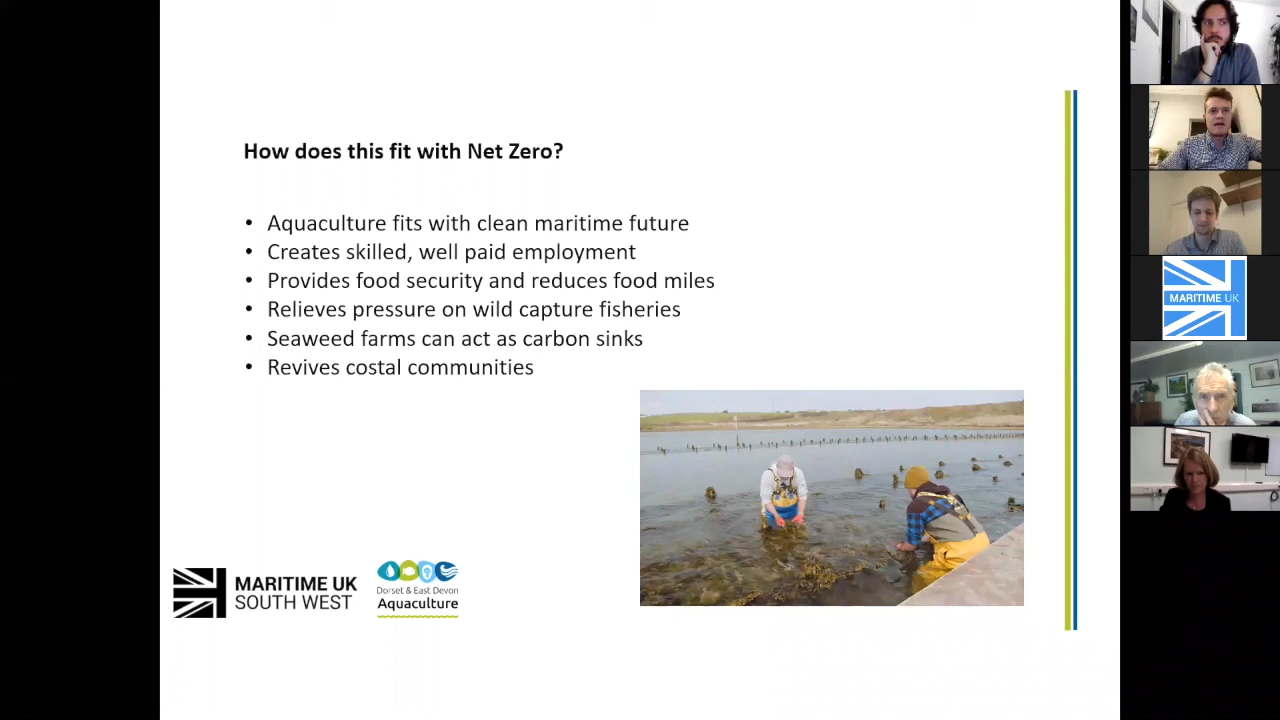 How does this fit with Net Zero?
• Aquaculture fits with clean maritime future
• Creates skilled, well paid employment
• Provides food security and reduces food miles
• Relieves pressure on wild capture fisheries
• Seaweed farms can act as carbon sinks
• Revives costal communities
MARITIME UK
SOUTH WEST
Dorset & East Devon
Aquaculture
MARITIME UK